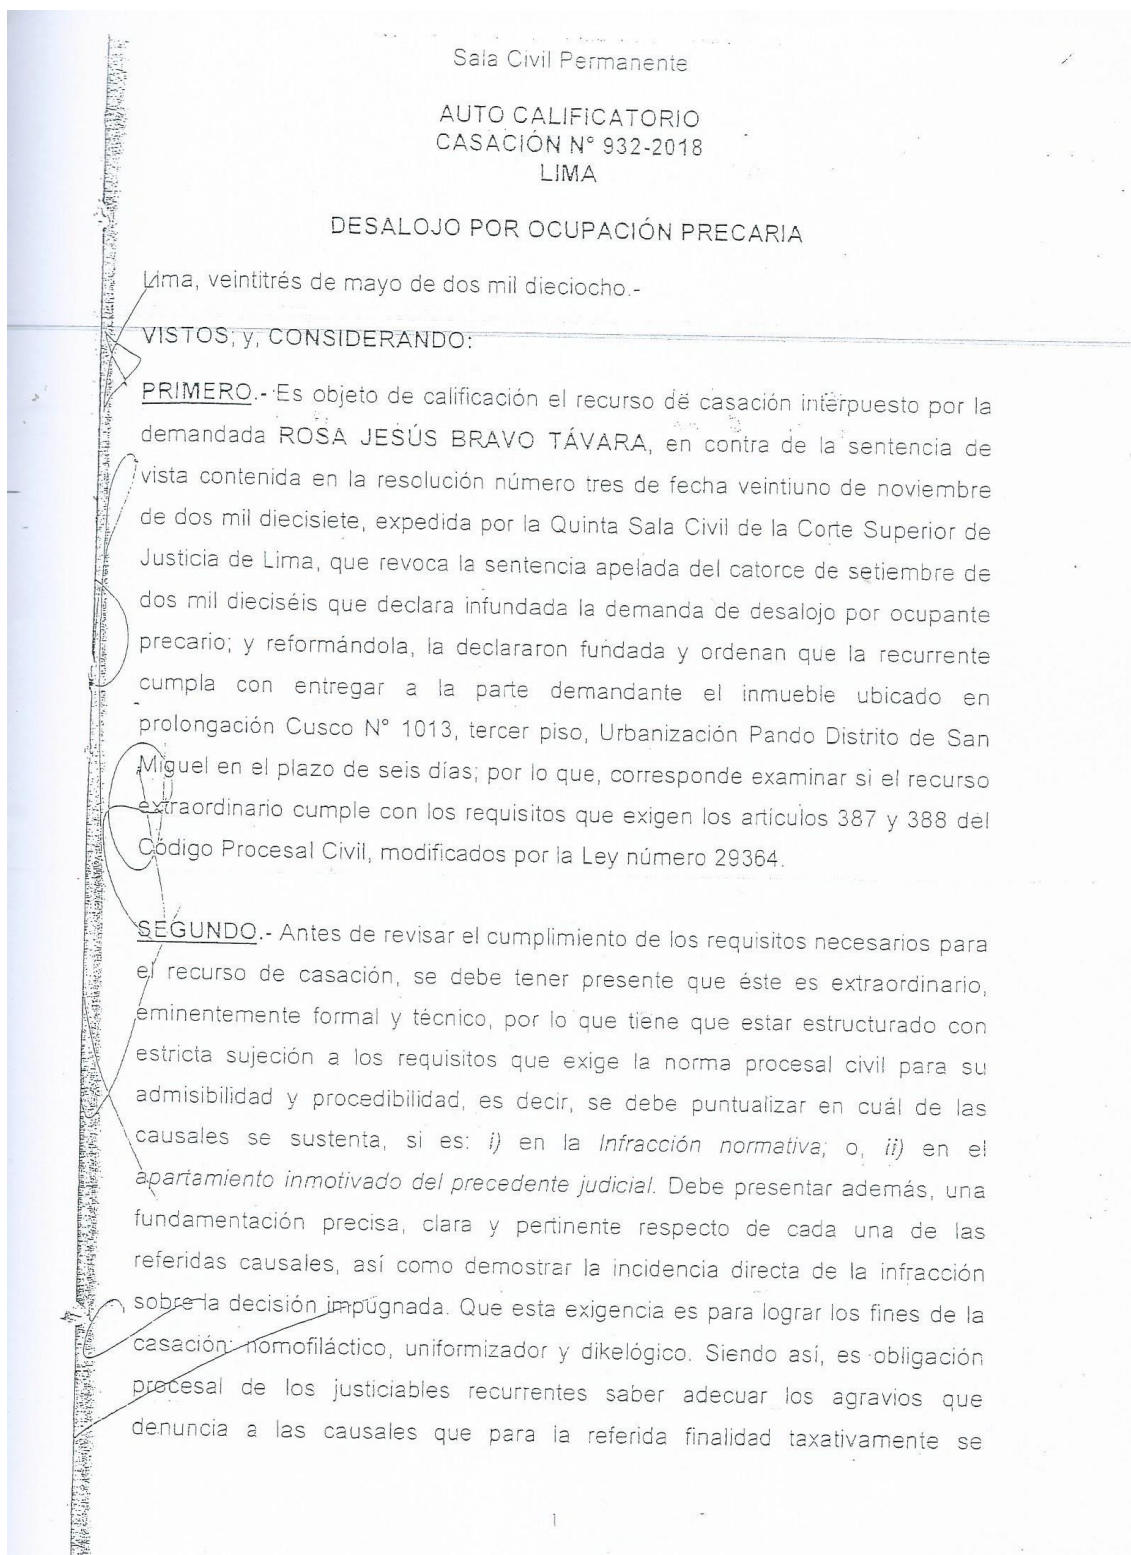 Sala Civil Permanente
AUTO CALIFICATORIO
CASACIÓN N° 932-2018
LIMA
DESALOJO POR OCUPACIÓN PRECARIA
Lima, veintitrés de mayo de dos mil dieciocho.-
VISTOS; y, CONSIDERANDO:
PRIMERO.- Es objeto de calificación el recurso de casación interpuesto por la
demandada ROSA JESÚS BRAVO TÁVARA, en contra de la sentencia de
vista contenida en la resolución número tres de fecha veintiuno de noviembre
de dos mil diecisiete, expedida por la Quinta Sala Civil de la Corte Superior de
Justicia de Lima, que revoca la sentencia apelada del catorce de setiembre de
dos mil dieciséis que declara infundada la demanda de desalojo por ocupante
precario; y reformándola, la declararon fundada y ordenan que la recurrente
cumpla con entregar a la parte demandante el inmueble ubicado en
prolongación Cusco N° 1013, tercer piso, Urbanización Pando Distrito de San
Miguel en el plazo de seis días; por lo que, corresponde examinar si el recurso
extraordinario cumple con los requisitos que exigen los artículos 387 y 388 del
Código Procesal Civil, modificados por la Ley número 29364.
SEGUNDO.- Antes de revisar el cumplimiento de los requisitos necesarios para
el recurso de casación, se debe tener presente que éste es extraordinario,
eminentemente formal y técnico, por lo que tiene que estar estructurado con
estricta sujeción a los requisitos que exige la norma procesal civil para su
admisibilidad y procedibilidad, es decir, se debe puntualizar en cuál de las
causales se sustenta, si es: i) en la Infracción normativa; o, ii) en el
apartamiento inmotivado del precedente judicial. Debe presentar además, una
fundamentación precisa, clara y pertinente respecto de cada una de las
referidas causales, así como demostrar la incidencia directa de la infracción
sobre la decisión impugnada. Que esta exigencia es para lograr los fines de la
casación: nomofiláctico, uniformizador y dikelógico. Siendo así, es obligación
procesal de los justiciables recurrentes saber adecuar los agravios que
denuncia a las causales que para la referida finalidad taxativamente se
1